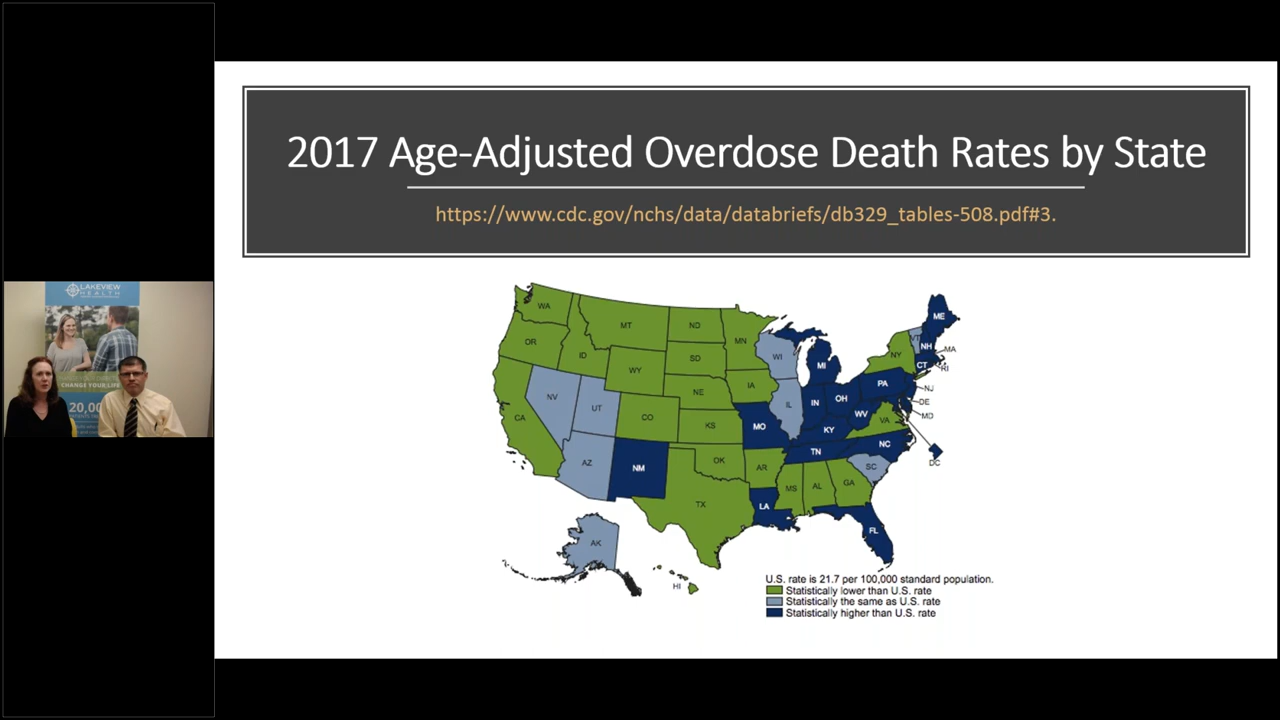 2017 Age-Adjusted Overdose Death Rates by State
https://www.cdc.gov/nchs/data/databriefs/db329_tables-508.pdf#3.
LAKEVIEW
HEALTH
CHANGE YOUR LIFE
20,00
WA
MT
ND
MN
OR
ID
SD
WI
MI
NY
VT
NH
ME
MA
RI
CT
WY
NE
IA
PA
NJ
NV
UT
CO
KS
MO
IL
IN
OH
WV
VA
DE
MD
CA
KY
DC
AZ
NM
OK
AR
TN
NC
SC
TX
LA
MS
AL
GA
FL
AK
HI
U.S. rate is 21.7 per 100,000 standard population.
Statistically lower than U.S. rate
Statistically the same as U.S. rate
Statistically higher than U.S. rate